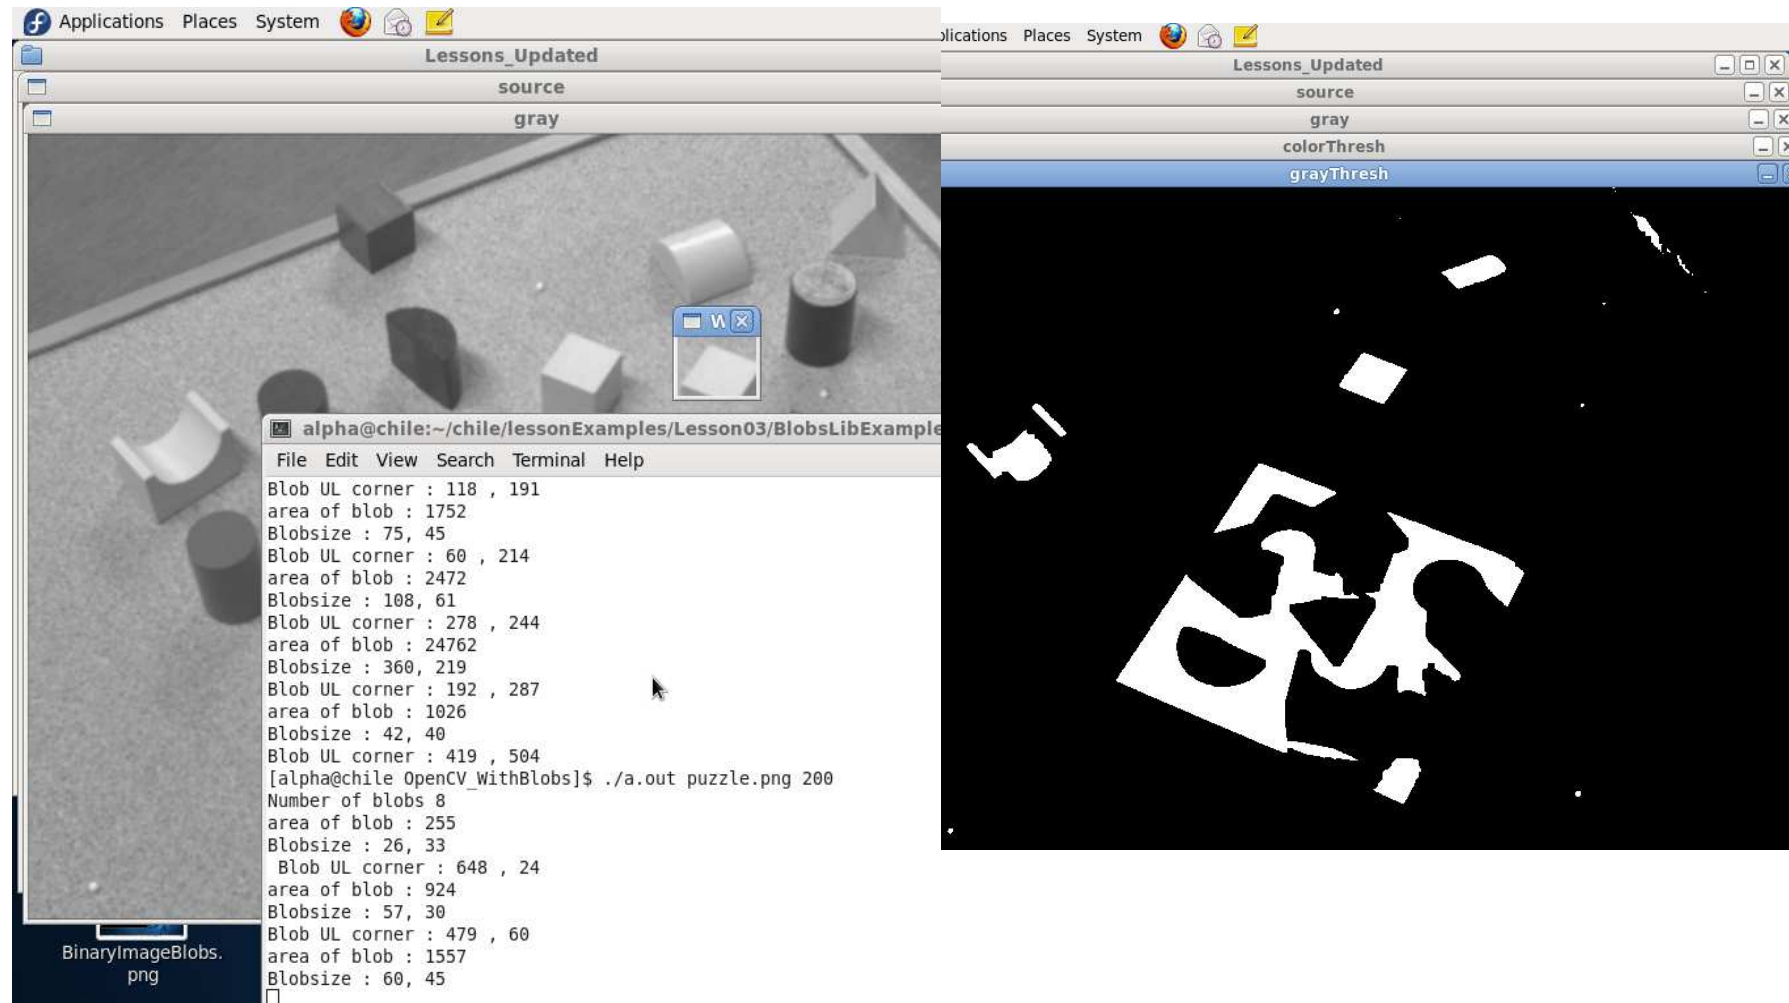 Applications Places System
Lessons_Updated
source
gray
W
alpha@chile:~/chile/lessonExamples/Lesson03/BlobsLibExample
File Edit View Search Terminal Help
Blob UL corner : 118 , 191
area of blob : 1752
Blobsize : 75, 45
Blob UL corner : 60 , 214
area of blob : 2472
Blobsize : 108, 61
Blob UL corner : 278 , 244
area of blob : 24762
Blobsize : 360, 219
Blob UL corner : 192 , 287
area of blob : 1026
Blobsize : 42, 40
Blob UL corner : 419 , 504
[alpha@chile OpenCV_WithBlobs]$ ./a.out puzzle.png 200
Number of blobs 8
area of blob : 255
Blobsize : 26, 33
Blob UL corner : 648 , 24
area of blob : 924
Blobsize : 57, 30
Blob UL corner : 479 , 60
area of blob : 1557
Blobsize : 60, 45
BinaryImageBlobs.
png
plications Places System
Lessons_Updated
source
gray
colorThresh
grayThresh